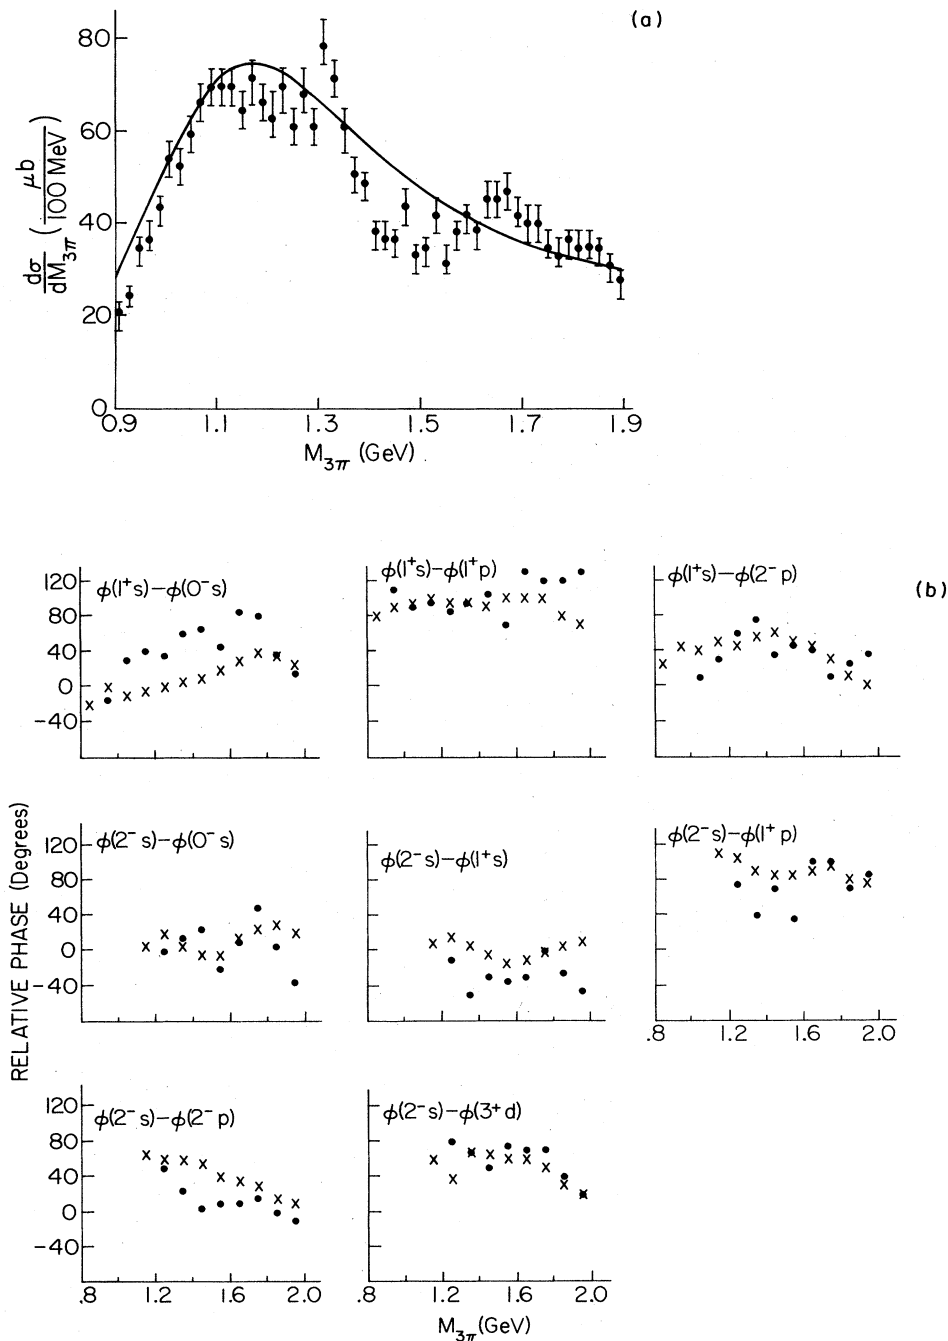 (a)
80
60
40
20
0
dσ/dM3π (μb/100 MeV)
0.9 1.1 1.3 1.5 1.7 1.9
M3π (GeV)
(b)
ϕ(1+s)−ϕ(0−s)
ϕ(1+s)−ϕ(1+p)
ϕ(1+s)−ϕ(2−p)
120
80
40
0
−40
RELATIVE PHASE (Degrees)
ϕ(2−s)−ϕ(0−s)
ϕ(2−s)−ϕ(1+s)
ϕ(2−s)−ϕ(1+p)
120
80
40
0
−40
.8 1.2 1.6 2.0
ϕ(2−s)−ϕ(2−p)
ϕ(2−s)−ϕ(3+d)
120
80
40
0
−40
.8 1.2 1.6 2.0
.8 1.2 1.6 2.0
M3π (GeV)